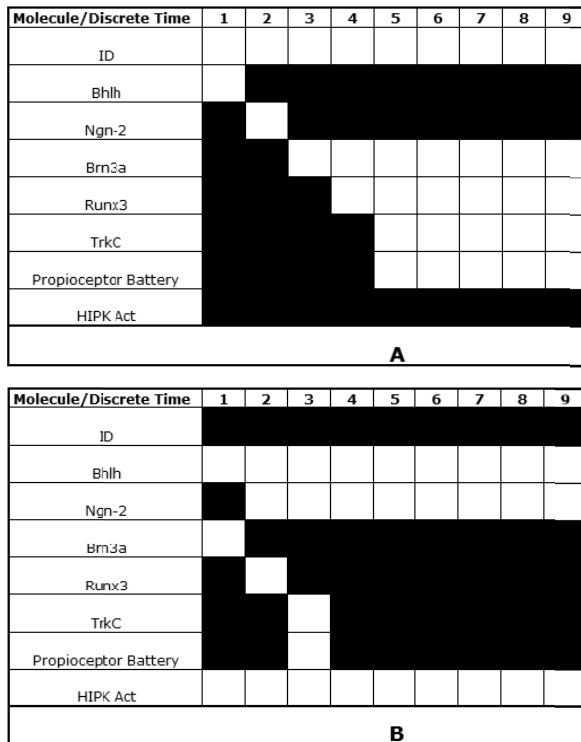 Molecule/Discrete Time 1 2 3 4 5 6 7 8 9
ID
Bhlh
Ngn-2
Brn3a
Runx3
TrkC
Propioceptor Battery
HIPK Act
A
Molecule/Discrete Time 1 2 3 4 5 6 7 8 9
ID
Bhlh
Ngn-2
Brn3a
Runx3
TrkC
Propioceptor Battery
HIPK Act
B